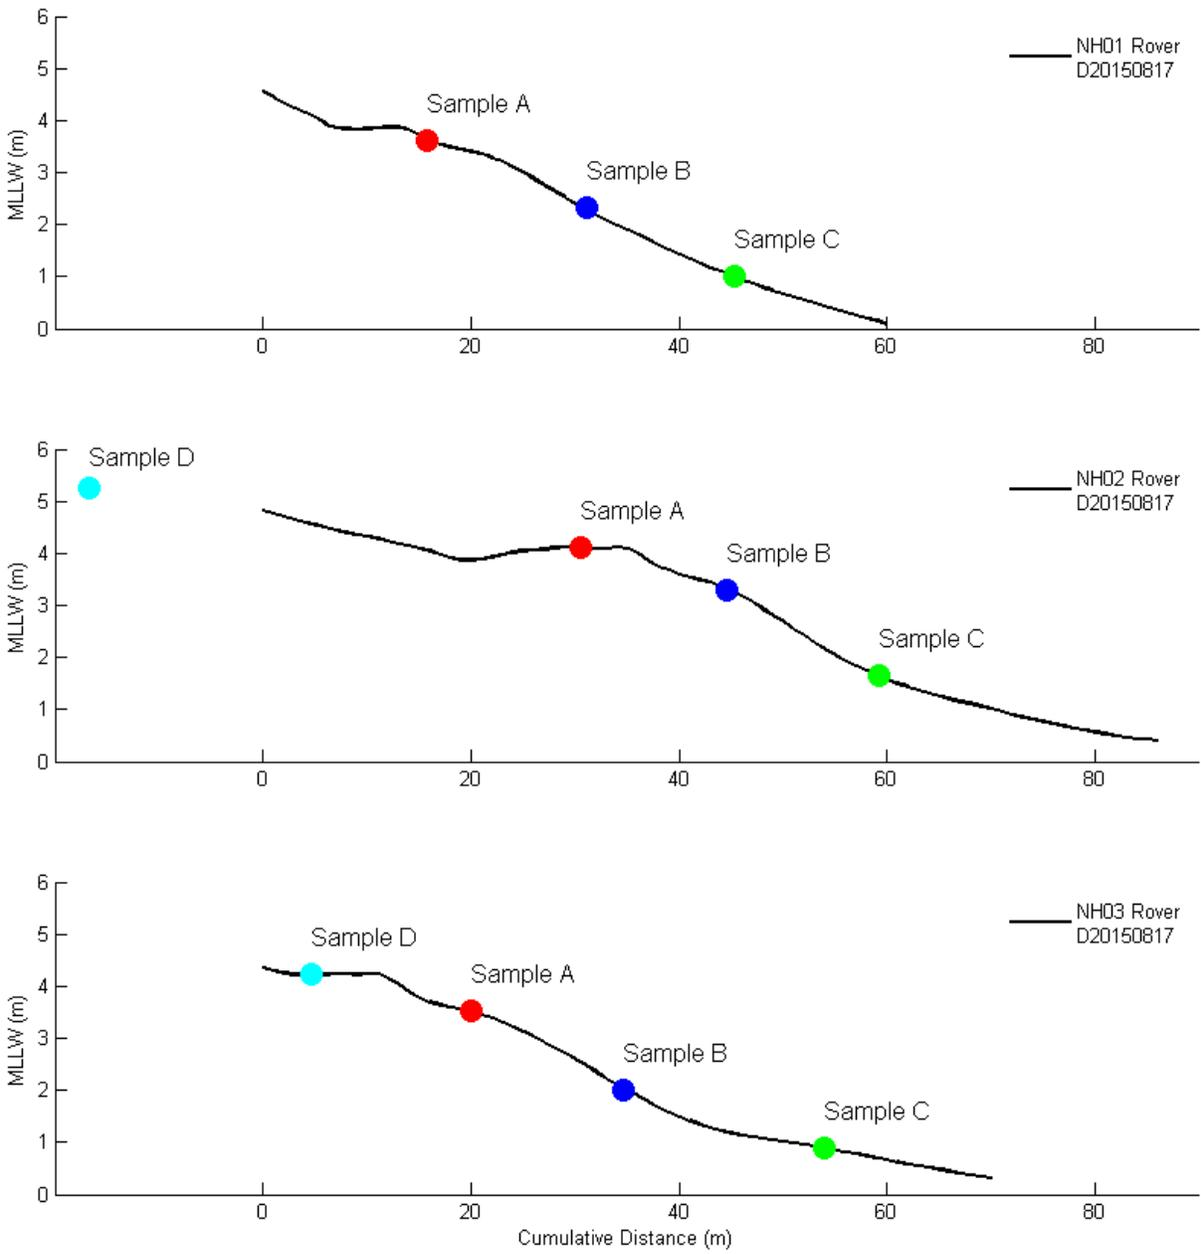 6
NH01 Rover
D20150817
5
Sample A
4
MLLW (m)
3
Sample B
2
Sample C
1
0
0 20 40 60 80
6
Sample D
NH02 Rover
D20150817
5
Sample A
4
Sample B
MLLW (m)
3
Sample C
2
1
0
0 20 40 60 80
6
NH03 Rover
D20150817
5
Sample D
4
Sample A
MLLW (m)
3
Sample B
2
Sample C
1
0
0 20 40 60 80
Cumulative Distance (m)